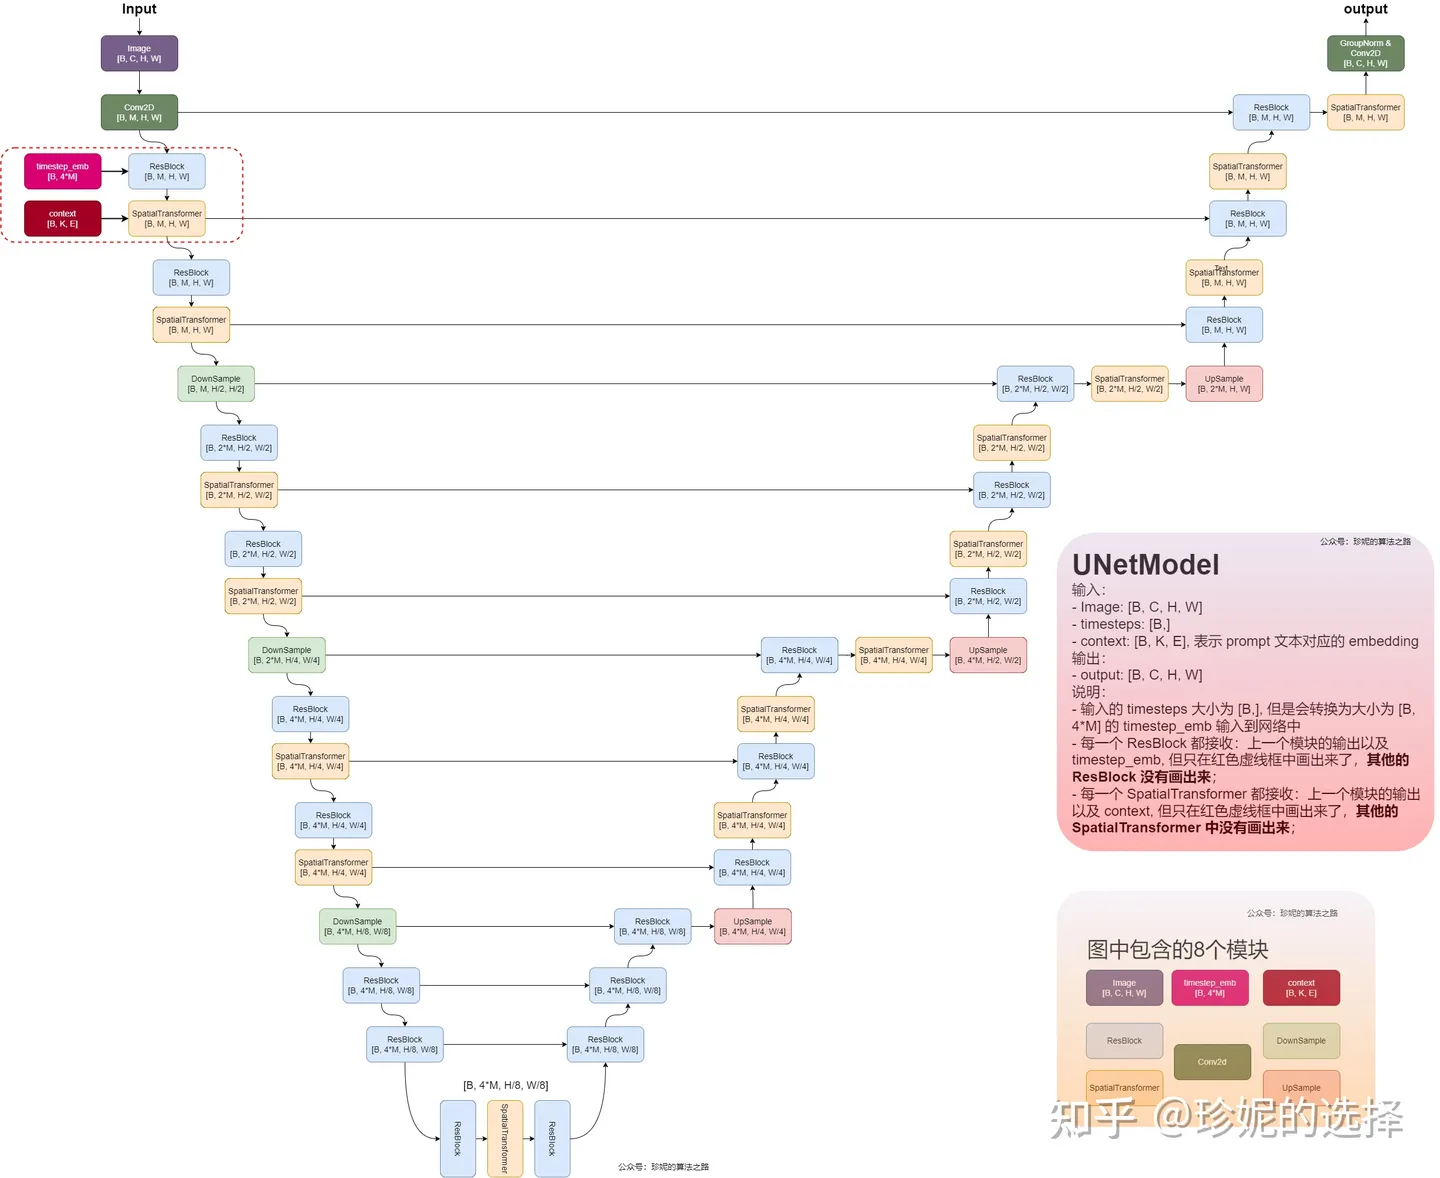 Input
Image
[B, C, H, W]
Conv2D
[B, M, H, W]
timestep_emb
[B, 4*M]
ResBlock
[B, M, H, W]
context
[B, K, E]
SpatialTransformer
[B, M, H, W]
ResBlock
[B, M, H, W]
SpatialTransformer
[B, M, H, W]
DownSample
[B, M, H/2, H/2]
ResBlock
[B, 2*M, H/2, W/2]
SpatialTransformer
[B, 2*M, H/2, W/2]
ResBlock
[B, 2*M, H/2, W/2]
SpatialTransformer
[B, 2*M, H/2, W/2]
DownSample
[B, 2*M, H/4, W/4]
ResBlock
[B, 4*M, H/4, W/4]
SpatialTransformer
[B, 4*M, H/4, W/4]
ResBlock
[B, 4*M, H/4, W/4]
SpatialTransformer
[B, 4*M, H/4, W/4]
DownSample
[B, 4*M, H/8, W/8]
ResBlock
[B, 4*M, H/8, W/8]
ResBlock
[B, 4*M, H/8, W/8]
[B, 4*M, H/8, W/8]
ResBlock
SpatialTransformer
ResBlock
ResBlock
[B, 4*M, H/8, W/8]
ResBlock
[B, 4*M, H/8, W/8]
ResBlock
[B, 4*M, H/8, W/8]
UpSample
[B, 4*M, H/4, W/4]
ResBlock
[B, 4*M, H/4, W/4]
SpatialTransformer
[B, 4*M, H/4, W/4]
ResBlock
[B, 4*M, H/4, W/4]
SpatialTransformer
[B, 4*M, H/4, W/4]
ResBlock
[B, 4*M, H/4, W/4]
SpatialTransformer
[B, 4*M, H/4, W/4]
UpSample
[B, 4*M, H/2, W/2]
ResBlock
[B, 2*M, H/2, W/2]
SpatialTransformer
[B, 2*M, H/2, W/2]
ResBlock
[B, 2*M, H/2, W/2]
SpatialTransformer
[B, 2*M, H/2, W/2]
ResBlock
[B, 2*M, H/2, W/2]
SpatialTransformer
[B, 2*M, H/2, W/2]
UpSample
[B, 2*M, H, W]
ResBlock
[B, M, H, W]
Text
SpatialTransformer
[B, M, H, W]
ResBlock
[B, M, H, W]
SpatialTransformer
[B, M, H, W]
ResBlock
[B, M, H, W]
SpatialTransformer
[B, M, H, W]
GroupNorm &
Conv2D
[B, C, H, W]
output
公众号：珍妮的算法之路
UNetModel
输入：
- Image: [B, C, H, W]
- timesteps: [B,]
- context: [B, K, E], 表示 prompt 文本对应的 embedding
输出：
- output: [B, C, H, W]
说明：
- 输入的 timesteps 大小为 [B,], 但是会转换为大小为 [B,
4*M] 的 timestep_emb 输入到网络中
- 每一个 ResBlock 都接收：上一个模块的输出以及
timestep_emb, 但只在红色虚线框中画出来了，其他的
ResBlock 没有画出来；
- 每一个 SpatialTransformer 都接收：上一个模块的输出
以及 context, 但只在红色虚线框中画出来了，其他的
SpatialTransformer 中没有画出来；
公众号：珍妮的算法之路
图中包含的8个模块
Image
[B, C, H, W]
timestep_emb
[B, 4*M]
context
[B, K, E]
ResBlock
Conv2d
DownSample
SpatialTransformer
UpSample
知乎 @珍妮的选择
公众号：珍妮的算法之路